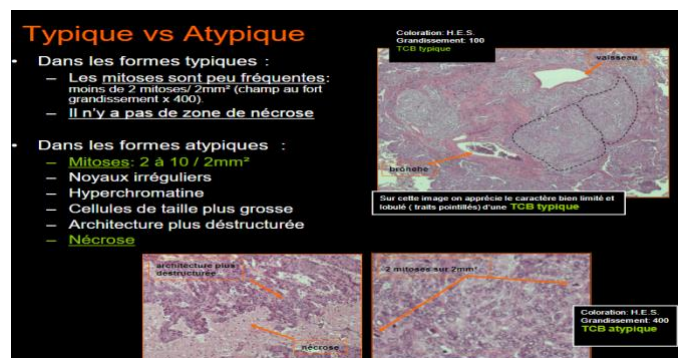 Typique vs Atypique
• Dans les formes typiques :
– Les mitoses sont peu fréquentes:
moins de 2 mitoses/ 2mm² (champ au fort
grandissement x 400).
– Il n'y a pas de zone de nécrose
• Dans les formes atypiques :
– Mitoses: 2 à 10 / 2mm²
– Noyaux irréguliers
– Hyperchromatine
– Cellules de taille plus grosse
– Architecture plus déstructurée
– Nécrose
Coloration: H.E.S.
Grandissement: 100
TCB typique
vaisseau
bronche
Sur cette image on apprécie le caractère bien limité et
lobulé ( traits pointillés) d'une TCB typique
architecture plus
déstructurée
nécrose
2 mitoses sur 2mm²
Coloration: H.E.S.
Grandissement: 400
TCB atypique